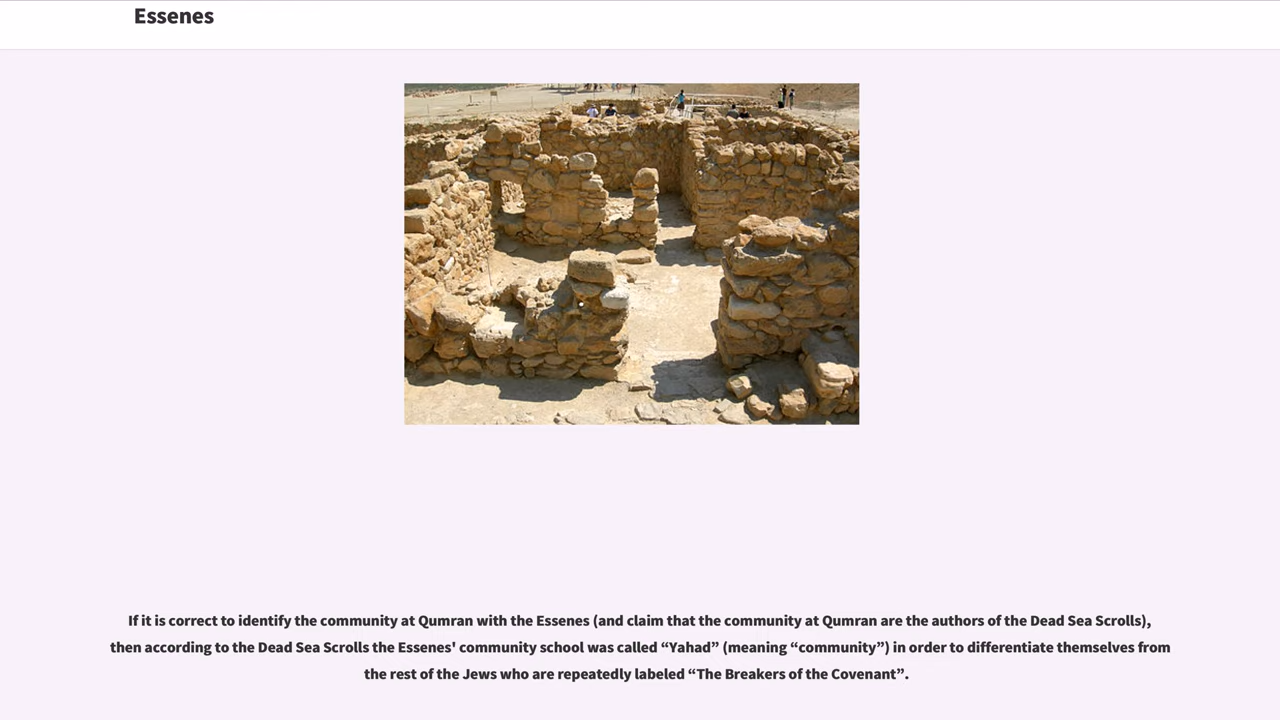 Essenes
If it is correct to identify the community at Qumran with the Essenes (and claim that the community at Qumran are the authors of the Dead Sea Scrolls),
then according to the Dead Sea Scrolls the Essenes' community school was called “Yahad” (meaning “community”) in order to differentiate themselves from
the rest of the Jews who are repeatedly labeled “The Breakers of the Covenant”.